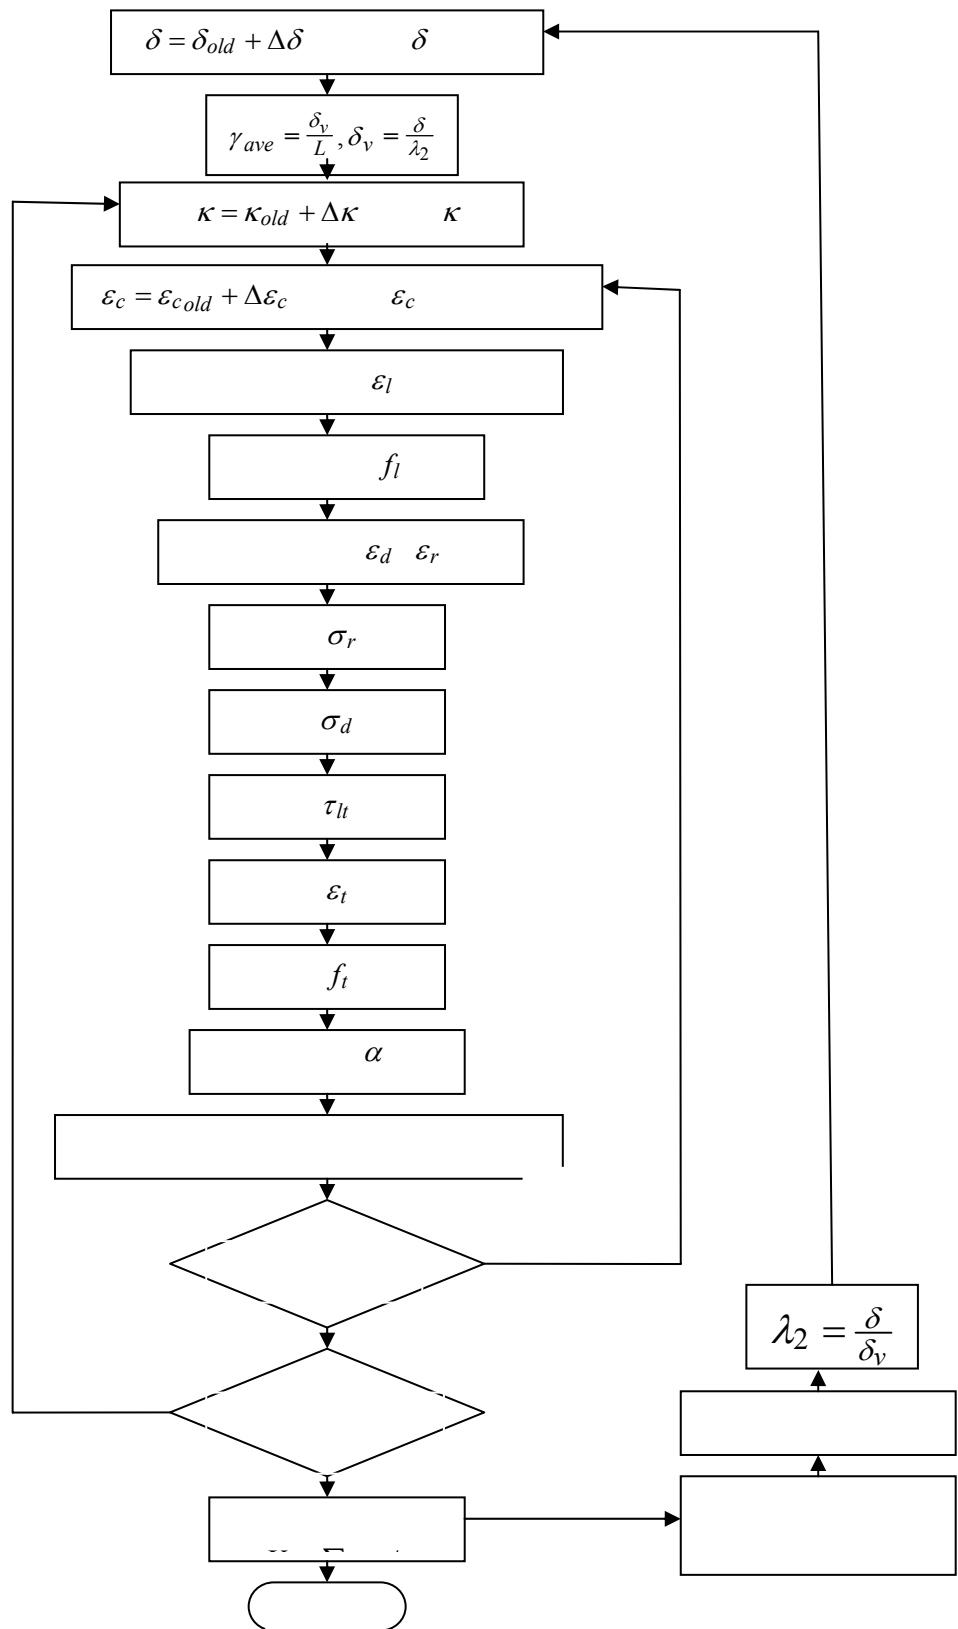 δ = δ_old + Δδ δ
γ_ave = δ_v/L, δ_v = δ/λ_2
κ = κ_old + Δκ κ
ε_c = ε_c old + Δε_c ε_c
ε_l
f_l
ε_d ε_r
σ_r
σ_d
τ_lt
ε_t
f_t
α
λ_2 = δ/δ_v